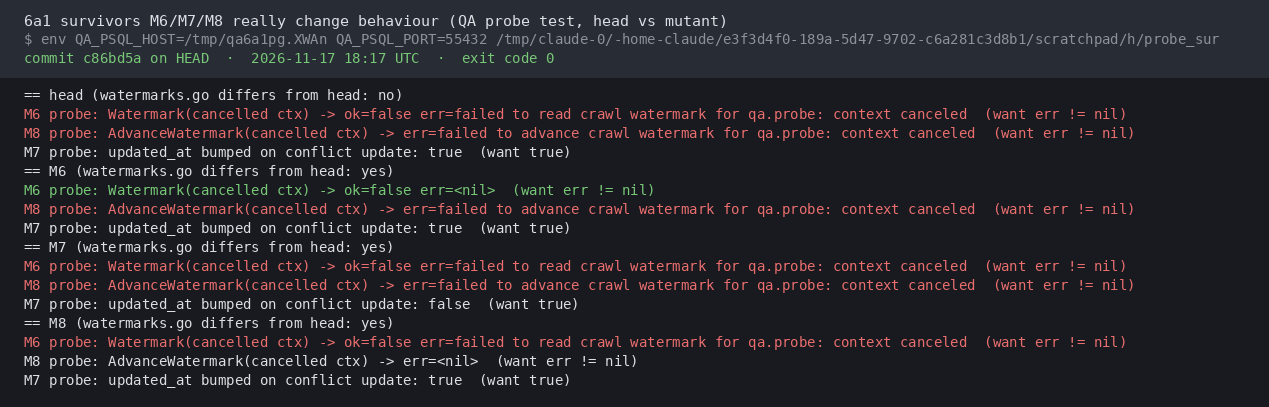 6a1 survivors M6/M7/M8 really change behaviour (QA probe test, head vs mutant)
$ env QA_PSQL_HOST=/tmp/qa6a1pg.XWAn QA_PSQL_PORT=55432 /tmp/claude-0/-home-claude/e3f3d4f0-189a-5d47-9702-c6a281c3d8b1/scratchpad/h/probe_sur
commit c86bd5a on HEAD · 2026-11-17 18:17 UTC · exit code 0
== head (watermarks.go differs from head: no)
M6 probe: Watermark(cancelled ctx) -> ok=false err=failed to read crawl watermark for qa.probe: context canceled (want err != nil)
M8 probe: AdvanceWatermark(cancelled ctx) -> err=failed to advance crawl watermark for qa.probe: context canceled (want err != nil)
M7 probe: updated_at bumped on conflict update: true (want true)
== M6 (watermarks.go differs from head: yes)
M6 probe: Watermark(cancelled ctx) -> ok=false err=<nil> (want err != nil)
M8 probe: AdvanceWatermark(cancelled ctx) -> err=failed to advance crawl watermark for qa.probe: context canceled (want err != nil)
M7 probe: updated_at bumped on conflict update: true (want true)
== M7 (watermarks.go differs from head: yes)
M6 probe: Watermark(cancelled ctx) -> ok=false err=failed to read crawl watermark for qa.probe: context canceled (want err != nil)
M8 probe: AdvanceWatermark(cancelled ctx) -> err=failed to advance crawl watermark for qa.probe: context canceled (want err != nil)
M7 probe: updated_at bumped on conflict update: false (want true)
== M8 (watermarks.go differs from head: yes)
M6 probe: Watermark(cancelled ctx) -> ok=false err=failed to read crawl watermark for qa.probe: context canceled (want err != nil)
M8 probe: AdvanceWatermark(cancelled ctx) -> err=<nil> (want err != nil)
M7 probe: updated_at bumped on conflict update: true (want true)